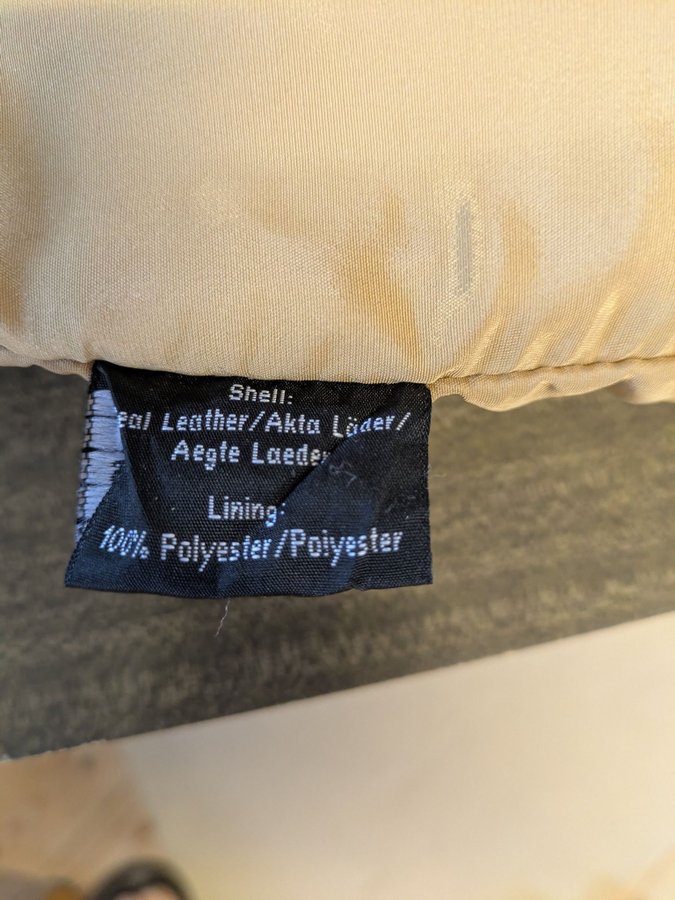 Shell:
eal Leather/Akta Läder/
Aegte Laeder
Lining:
100% Polyester/Polyester